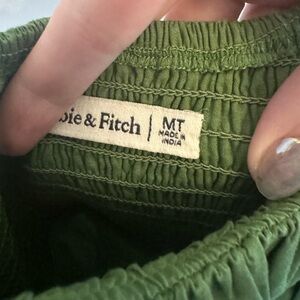 bie & Fitch | MT
MADE IN
INDIA